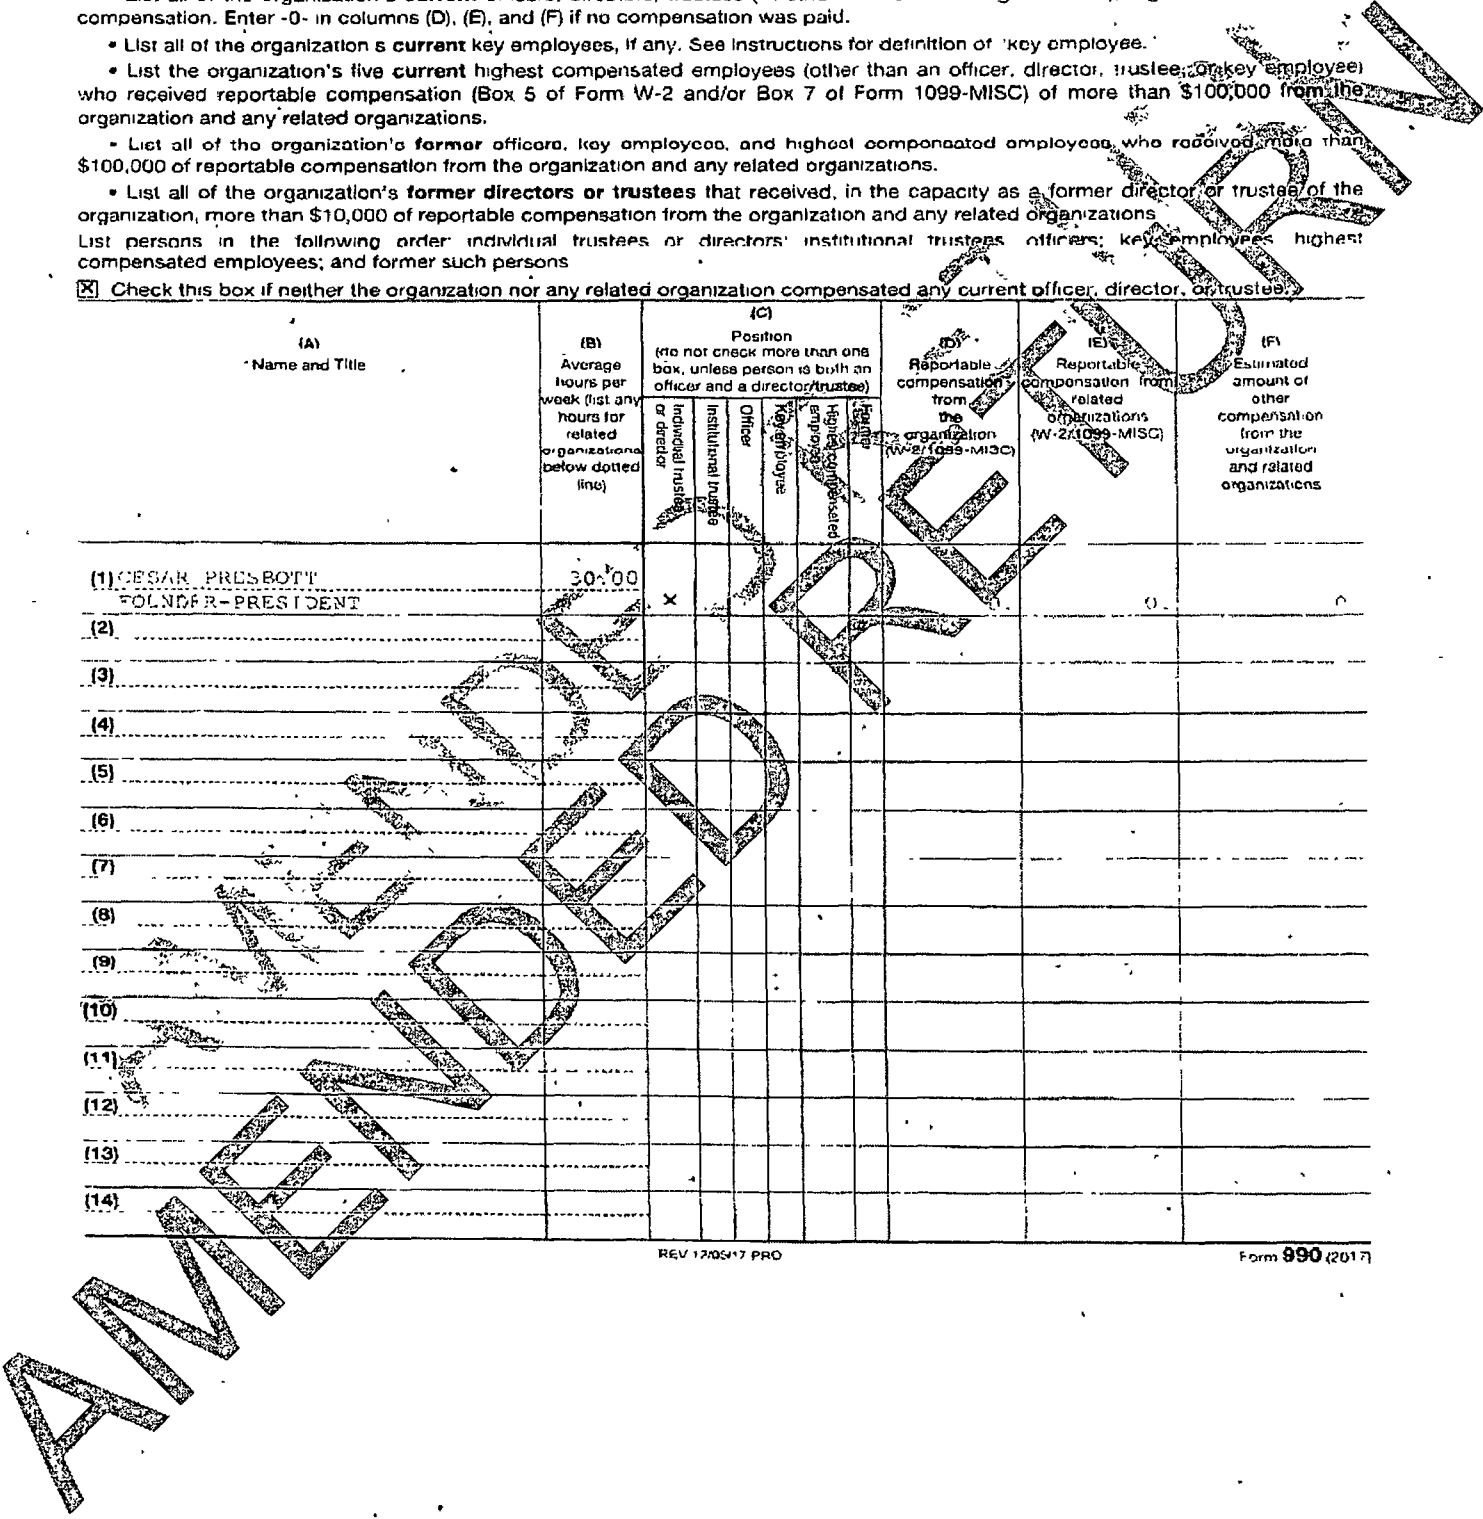 compensation. Enter -0- in columns (D), (E), and (F) if no compensation was paid.
• List all of the organization s current key employees, if any. See instructions for definition of 'key employee.'
• List the organization's five current highest compensated employees (other than an officer, director, trustee, or key employee)
who received reportable compensation (Box 5 of Form W-2 and/or Box 7 of Form 1099-MISC) of more than $100,000 from the
organization and any related organizations.
• List all of the organization's former officers, key employees, and highest compensated employees who received more than
$100,000 of reportable compensation from the organization and any related organizations.
• List all of the organization's former directors or trustees that received, in the capacity as a former director or trustee of the
organization, more than $10,000 of reportable compensation from the organization and any related organizations
List persons in the following order individual trustees or directors institutional trustees officers; key employees highest
compensated employees; and former such persons
☒ Check this box if neither the organization nor any related organization compensated any current officer, director, or trustee.
(A)
Name and Title
(B)
Average
hours per
week (list any
hours for
related
organizations
below dotted
line)
(C)
Position
(do not check more than one
box, unless person is both an
officer and a director/trustee)
Individual trustee
or director
Institutional trustee
Officer
Key employee
Highest compensated
employee
Former
(D)
Reportable
compensation
from
the
organization
(W-2/1099-MISC)
(E)
Reportable
compensation from
related
organizations
(W-2/1099-MISC)
(F)
Estimated
amount of
other
compensation
from the
organization
and related
organizations
(1) CESAR PRESBOTT 30.00
FOUNDER-PRESIDENT X 0. 0. 0
(2)
(3)
(4)
(5)
(6)
(7)
(8)
(9)
(10)
(11)
(12)
(13)
(14)
REV 12/05/17 PRO
Form 990 (2017)
AMENDED RETURN